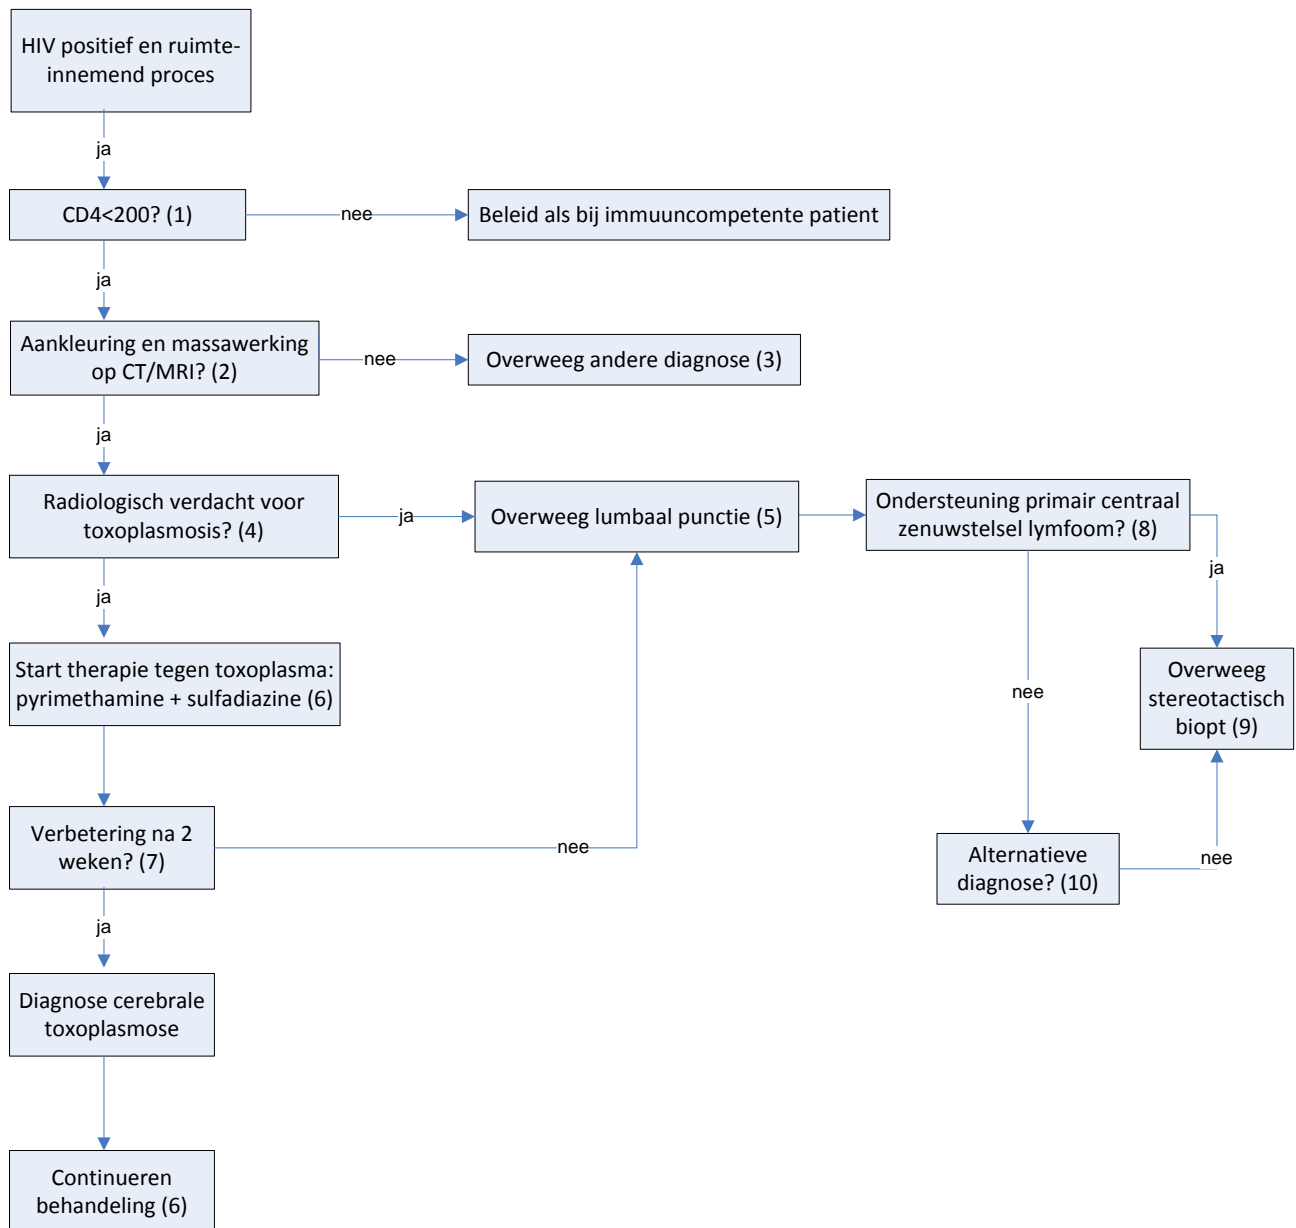 HIV positief en ruimte-
innemend proces
ja
CD4<200? (1)
nee
Beleid als bij immuuncompetente patient
ja
Aankleuring en massawerking
op CT/MRI? (2)
nee
Overweeg andere diagnose (3)
ja
Radiologisch verdacht voor
toxoplasmosis? (4)
ja
Overweeg lumbaal punctie (5)
Ondersteuning primair centraal
zenuwstelsel lymfoom? (8)
ja
ja
Start therapie tegen toxoplasma:
pyrimethamine + sulfadiazine (6)
nee
Overweeg
stereotactisch
biopt (9)
Verbetering na 2
weken? (7)
nee
Alternatieve
diagnose? (10)
nee
ja
Diagnose cerebrale
toxoplasmose
Continueren
behandeling (6)